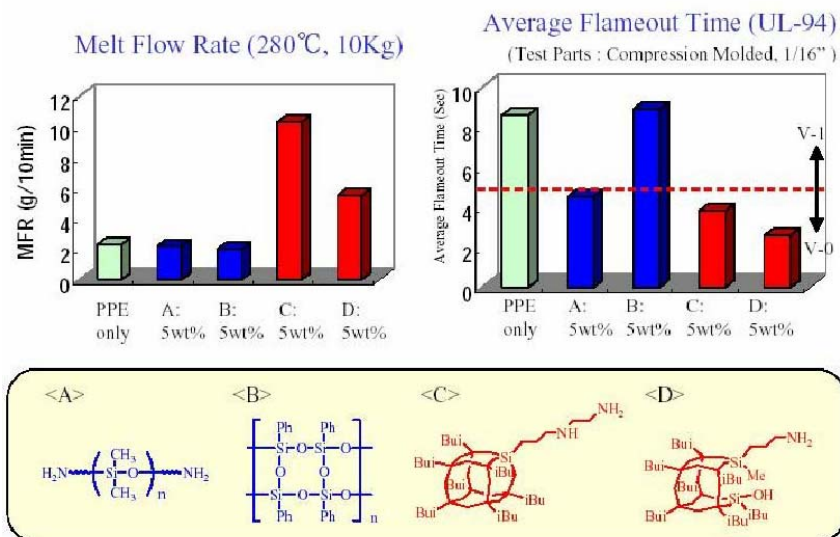 Melt Flow Rate (280℃, 10Kg)
MFR (g/10min)
12
10
8
6
4
2
0
PPE only
A: 5wt%
B: 5wt%
C: 5wt%
D: 5wt%
Average Flameout Time (UL-94)
(Test Parts : Compression Molded, 1/16” )
Average Flameout Time (Sec)
10
8
6
4
2
0
V-1
V-0
PPE only
A: 5wt%
B: 5wt%
C: 5wt%
D: 5wt%
<A>
H₂N
CH₃
Si
O
CH₃
n
NH₂
<B>
Ph Ph
Si O Si O
O O
O Si O Si O
Ph Ph
n
<C>
NH₂
NH
Bui
Si
Bui
iBu
Bui
iBu
Bui
iBu
<D>
NH₂
Bui
Si
Me
Bui
iBu
Bui
Si
OH
iBu
Bui
iBu
iBu